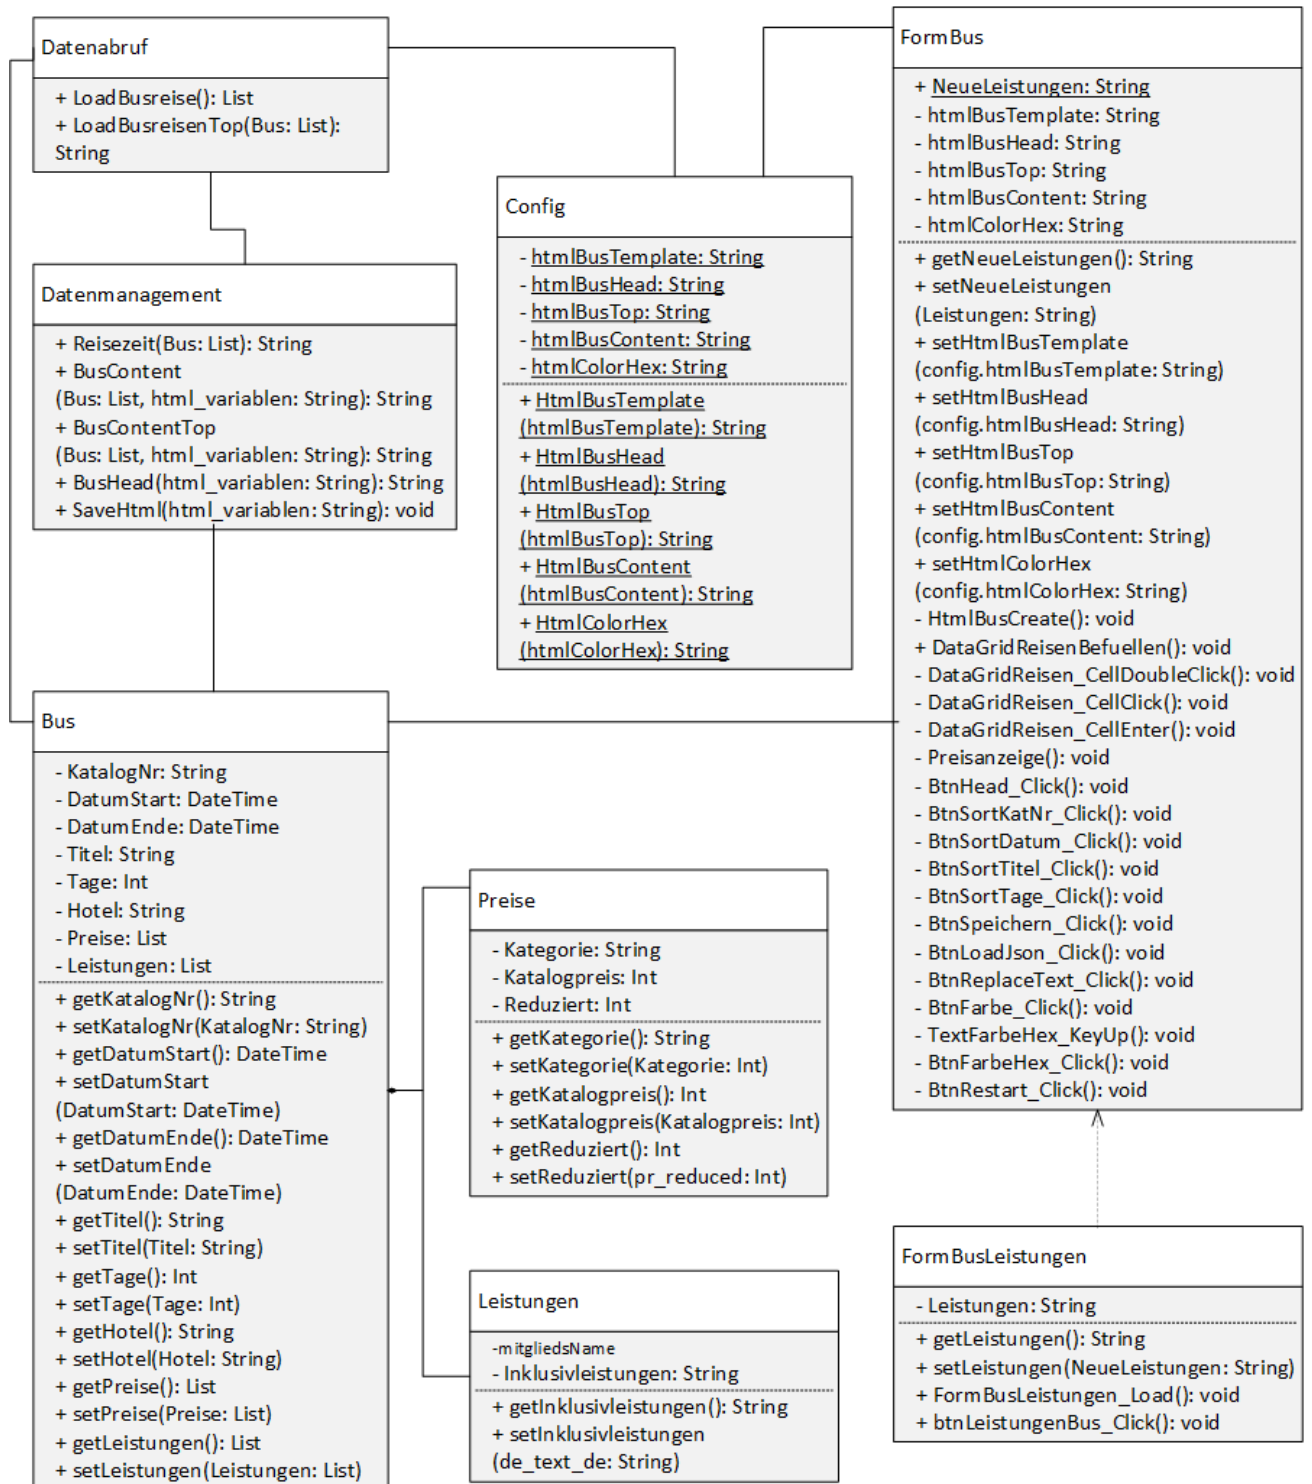 Datenabruf
+ LoadBusreise(): List
+ LoadBusreisenTop(Bus: List):
String
Datenmanagement
+ Reisezeit(Bus: List): String
+ BusContent
(Bus: List, html_variablen: String): String
+ BusContentTop
(Bus: List, html_variablen: String): String
+ BusHead(html_variablen: String): String
+ SaveHtml(html_variablen: String): void
Config
- htmlBusTemplate: String
- htmlBusHead: String
- htmlBusTop: String
- htmlBusContent: String
- htmlColorHex: String
+ HtmlBusTemplate
(htmlBusTemplate): String
+ HtmlBusHead
(htmlBusHead): String
+ HtmlBusTop
(htmlBusTop): String
+ HtmlBusContent
(htmlBusContent): String
+ HtmlColorHex
(htmlColorHex): String
FormBus
+ NeueLeistungen: String
- htmlBusTemplate: String
- htmlBusHead: String
- htmlBusTop: String
- htmlBusContent: String
- htmlColorHex: String
+ getNeueLeistungen(): String
+ setNeueLeistungen
(Leistungen: String)
+ setHtmlBusTemplate
(config.htmlBusTemplate: String)
+ setHtmlBusHead
(config.htmlBusHead: String)
+ setHtmlBusTop
(config.htmlBusTop: String)
+ setHtmlBusContent
(config.htmlBusContent: String)
+ setHtmlColorHex
(config.htmlColorHex: String)
- HtmlBusCreate(): void
+ DataGridReisenBefuellen(): void
- DataGridReisen_CellDoubleClick(): void
- DataGridReisen_CellClick(): void
- DataGridReisen_CellEnter(): void
- Preisanzeige(): void
- BtnHead_Click(): void
- BtnSortKatNr_Click(): void
- BtnSortDatum_Click(): void
- BtnSortTitel_Click(): void
- BtnSortTage_Click(): void
- BtnSpeichern_Click(): void
- BtnLoadJson_Click(): void
- BtnReplaceText_Click(): void
- BtnFarbe_Click(): void
- TextFarbeHex_KeyUp(): void
- BtnFarbeHex_Click(): void
- BtnRestart_Click(): void
Bus
- KatalogNr: String
- DatumStart: DateTime
- DatumEnde: DateTime
- Titel: String
- Tage: Int
- Hotel: String
- Preise: List
- Leistungen: List
+ getKatalogNr(): String
+ setKatalogNr(KatalogNr: String)
+ getDatumStart(): DateTime
+ setDatumStart
(DatumStart: DateTime)
+ getDatumEnde(): DateTime
+ setDatumEnde
(DatumEnde: DateTime)
+ getTitel(): String
+ setTitel(Titel: String)
+ getTage(): Int
+ setTage(Tage: Int)
+ getHotel(): String
+ setHotel(Hotel: String)
+ getPreise(): List
+ setPreise(Preise: List)
+ getLeistungen(): List
+ setLeistungen(Leistungen: List)
Preise
- Kategorie: String
- Katalogpreis: Int
- Reduziert: Int
+ getKategorie(): String
+ setKategorie(Kategorie: Int)
+ getKatalogpreis(): Int
+ setKatalogpreis(Katalogpreis: Int)
+ getReduziert(): Int
+ setReduziert(pr_reduced: Int)
Leistungen
-mitgliedsName
- Inklusivleistungen: String
+ getInklusivleistungen(): String
+ setInklusivleistungen
(de_text_de: String)
FormBusLeistungen
- Leistungen: String
+ getLeistungen(): String
+ setLeistungen(NeueLeistungen: String)
+ FormBusLeistungen_Load(): void
+ btnLeistungenBus_Click(): void